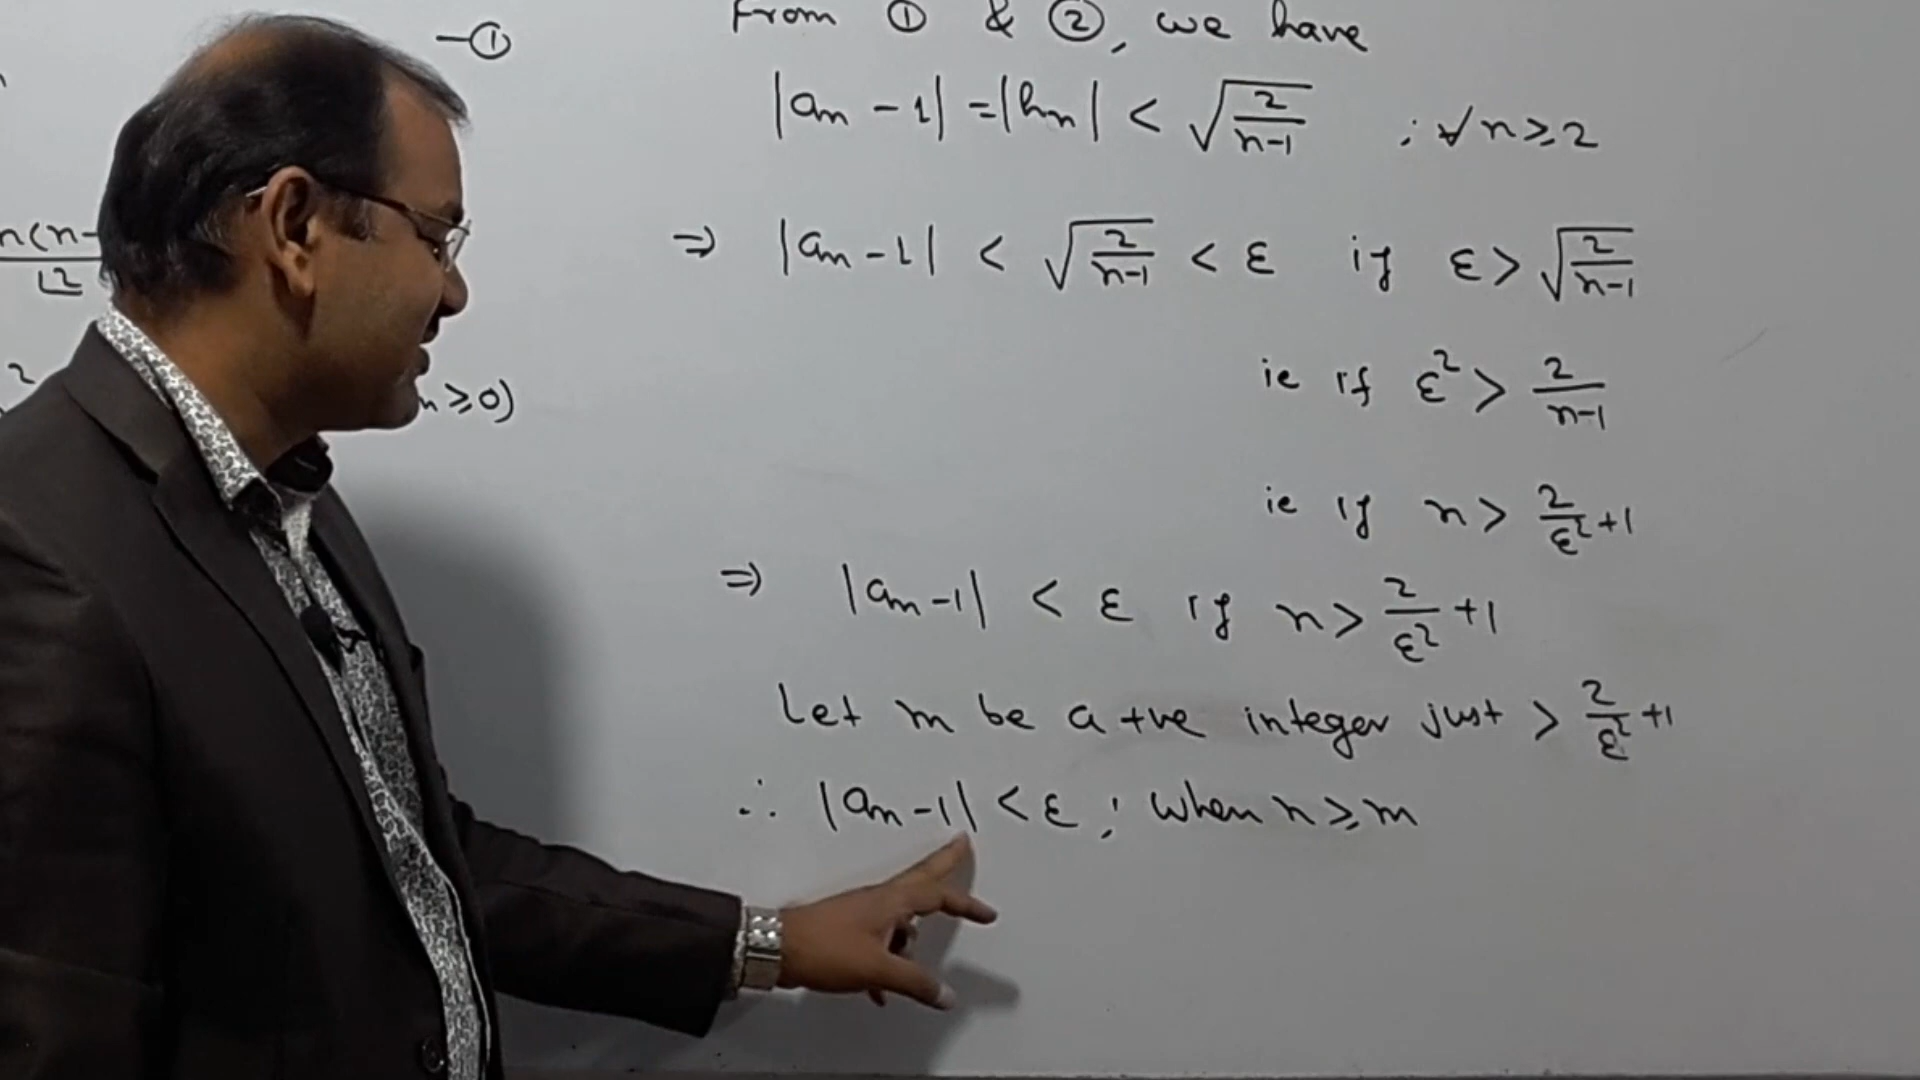 —①
n(n-
⌊2
2
n ≥ 0)
From ① & ②, we have
|an - 1| = |hn| < √(2/(n-1)) ; ∀ n ≥ 2
⇒ |an - 1| < √(2/(n-1)) < ε if ε > √(2/(n-1))
ie if ε² > 2/(n-1)
ie if n > 2/ε² + 1
⇒ |an - 1| < ε if n > 2/ε² + 1
Let m be a +ve integer just > 2/ε² + 1
∴ |an - 1| < ε ; when n ≥ m